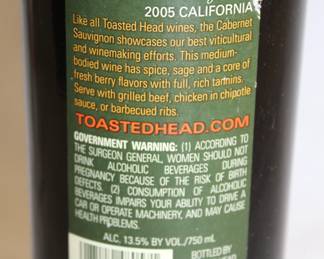 2005 CALIFORNIA
Like all Toasted Head wines, the Cabernet
Sauvignon showcases our best viticultural
and winemaking efforts. This medium-
bodied wine has spice, sage and a core of
fresh berry flavors with full, rich tannins.
Serve with grilled beef, chicken in chipotle
sauce, or barbecued ribs.
TOASTEDHEAD.COM
GOVERNMENT WARNING: (1) ACCORDING TO
THE SURGEON GENERAL, WOMEN SHOULD NOT
DRINK ALCOHOLIC BEVERAGES DURING
PREGNANCY BECAUSE OF THE RISK OF BIRTH
DEFECTS. (2) CONSUMPTION OF ALCOHOLIC
BEVERAGES IMPAIRS YOUR ABILITY TO DRIVE A
CAR OR OPERATE MACHINERY, AND MAY CAUSE
HEALTH PROBLEMS.
ALC. 13.5% BY VOL./750 mL
BOTTLED BY
HEAD